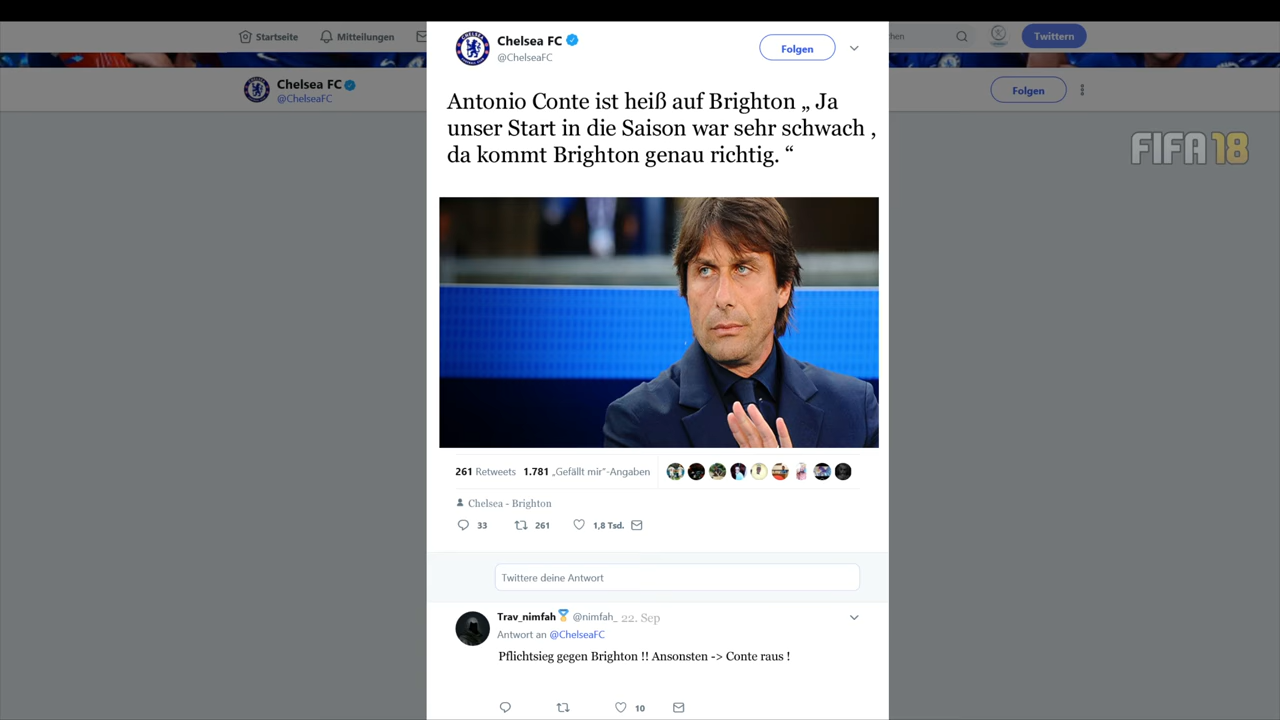 Startseite
Mitteilungen
Twittern
Chelsea FC
@ChelseaFC
Folgen
Chelsea FC
@ChelseaFC
Folgen
Antonio Conte ist heiß auf Brighton „ Ja
unser Start in die Saison war sehr schwach ,
da kommt Brighton genau richtig. “
FIFA 18
261 Retweets 1.781 „Gefällt mir“-Angaben
Chelsea - Brighton
33 261 1,8 Tsd.
Twittere deine Antwort
Trav_nimfah @nimfah_ 22. Sep
Antwort an @ChelseaFC
Pflichtsieg gegen Brighton !! Ansonsten -> Conte raus !
10